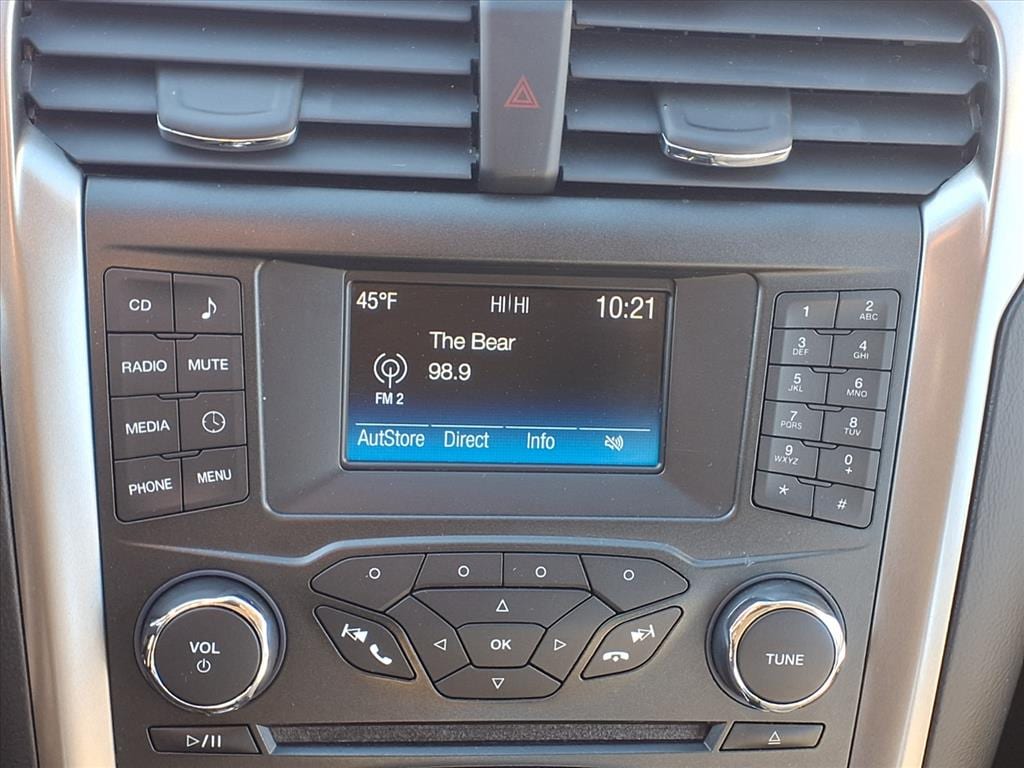 45°F HI HI 10:21
The Bear
98.9
FM 2
AutStore Direct Info
CD
RADIO MUTE
MEDIA
PHONE MENU
1 2 ABC
3 DEF 4 GHI
5 JKL 6 MNO
7 PQRS 8 TUV
9 WXYZ 0 +
* #
OK
VOL
TUNE